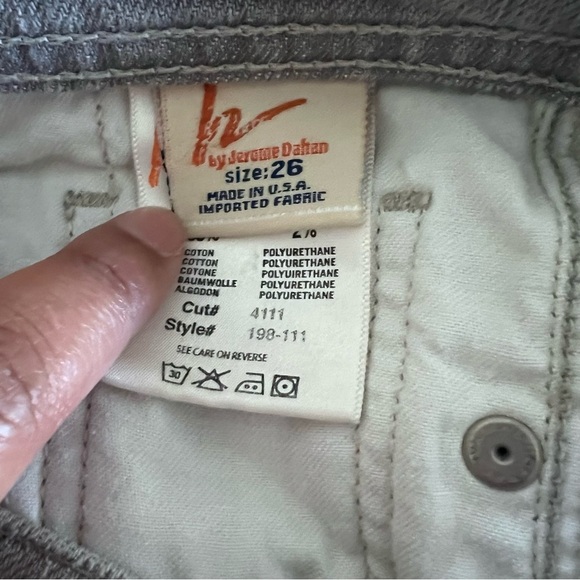 by Jerome Dahan
size:26
MADE IN U.S.A.
IMPORTED FABRIC
2%
COTON POLYURETHANE
COTTON POLYURETHANE
COTONE POLYUIRETHANE
BAUMWOLLE POLYURETHANE
ALGODON POLYURETHANE
Cut# 4111
Style# 198-111
SEE CARE ON REVERSE
30